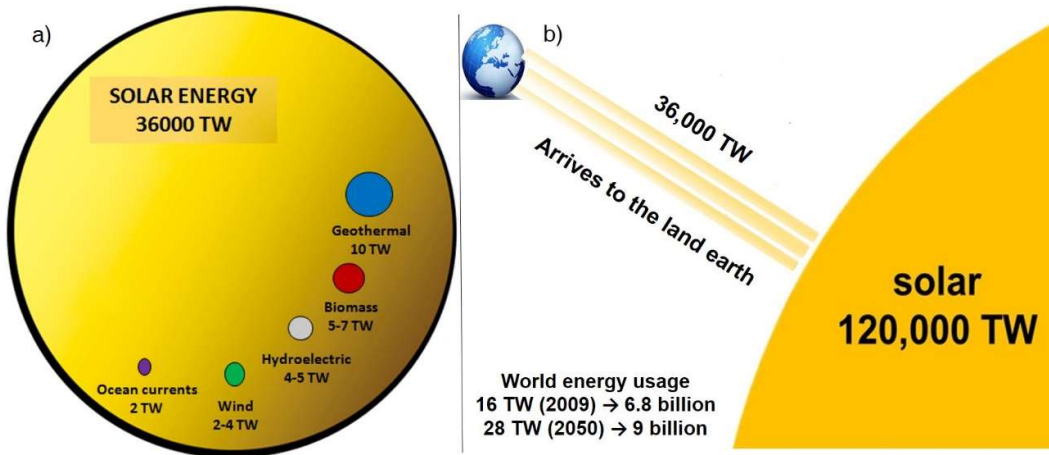 a)
SOLAR ENERGY
36000 TW
Geothermal
10 TW
Biomass
5-7 TW
Hydroelectric
4-5 TW
Ocean currents
2 TW
Wind
2-4 TW
b)
36,000 TW
Arrives to the land earth
solar
120,000 TW
World energy usage
16 TW (2009) → 6.8 billion
28 TW (2050) → 9 billion